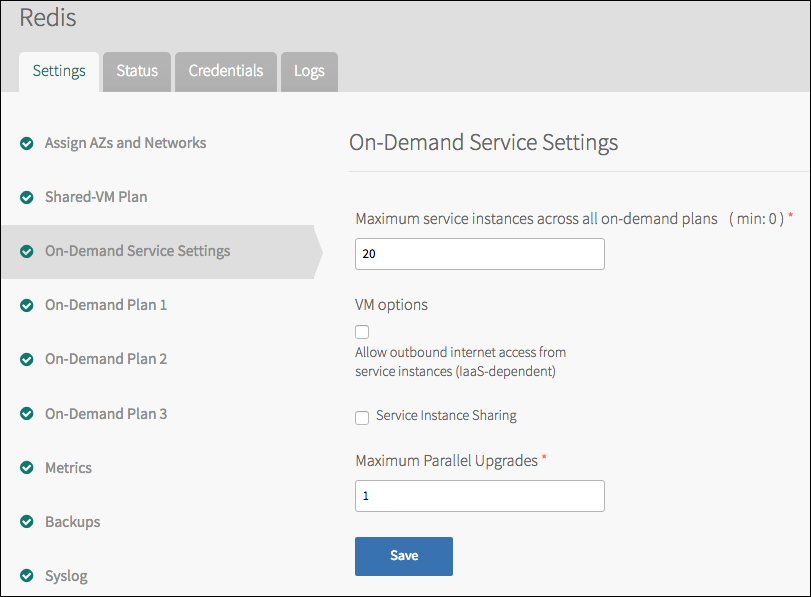 Redis
Settings
Status
Credentials
Logs
Assign AZs and Networks
Shared-VM Plan
On-Demand Service Settings
On-Demand Plan 1
On-Demand Plan 2
On-Demand Plan 3
Metrics
Backups
Syslog
On-Demand Service Settings
Maximum service instances across all on-demand plans ( min: 0 ) *
20
VM options
Allow outbound internet access from
service instances (IaaS-dependent)
Service Instance Sharing
Maximum Parallel Upgrades *
1
Save